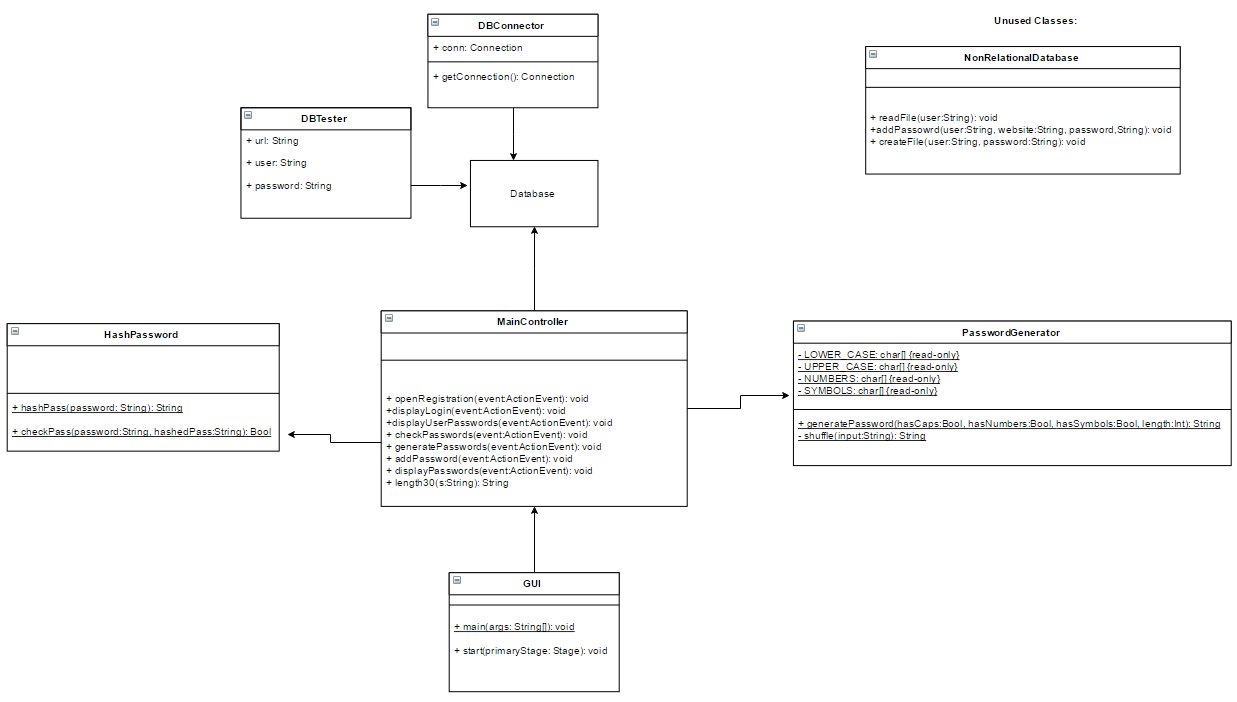 Unused Classes:
DBConnector
+ conn: Connection
+ getConnection(): Connection
NonRelationalDatabase
+ readFile(user:String): void
+addPassowrd(user:String, website:String, password,String): void
+ createFile(user:String, password:String): void
DBTester
+ url: String
+ user: String
+ password: String
Database
HashPassword
+ hashPass(password: String): String
+ checkPass(password:String, hashedPass:String): Bool
MainController
+ openRegistration(event:ActionEvent): void
+displayLogin(event:ActionEvent): void
+displayUserPasswords(event:ActionEvent): void
+ checkPasswords(event:ActionEvent): void
+ generatePasswords(event:ActionEvent): void
+ addPassword(event:ActionEvent): void
+ displayPasswords(event:ActionEvent): void
+ length30(s:String): String
PasswordGenerator
- LOWER_CASE: char[] {read-only}
- UPPER_CASE: char[] {read-only}
- NUMBERS: char[] {read-only}
- SYMBOLS: char[] {read-only}
+ generatePassword(hasCaps:Bool, hasNumbers:Bool, hasSymbols:Bool, length:Int): String
- shuffle(input:String): String
GUI
+ main(args: String[]): void
+ start(primaryStage: Stage): void